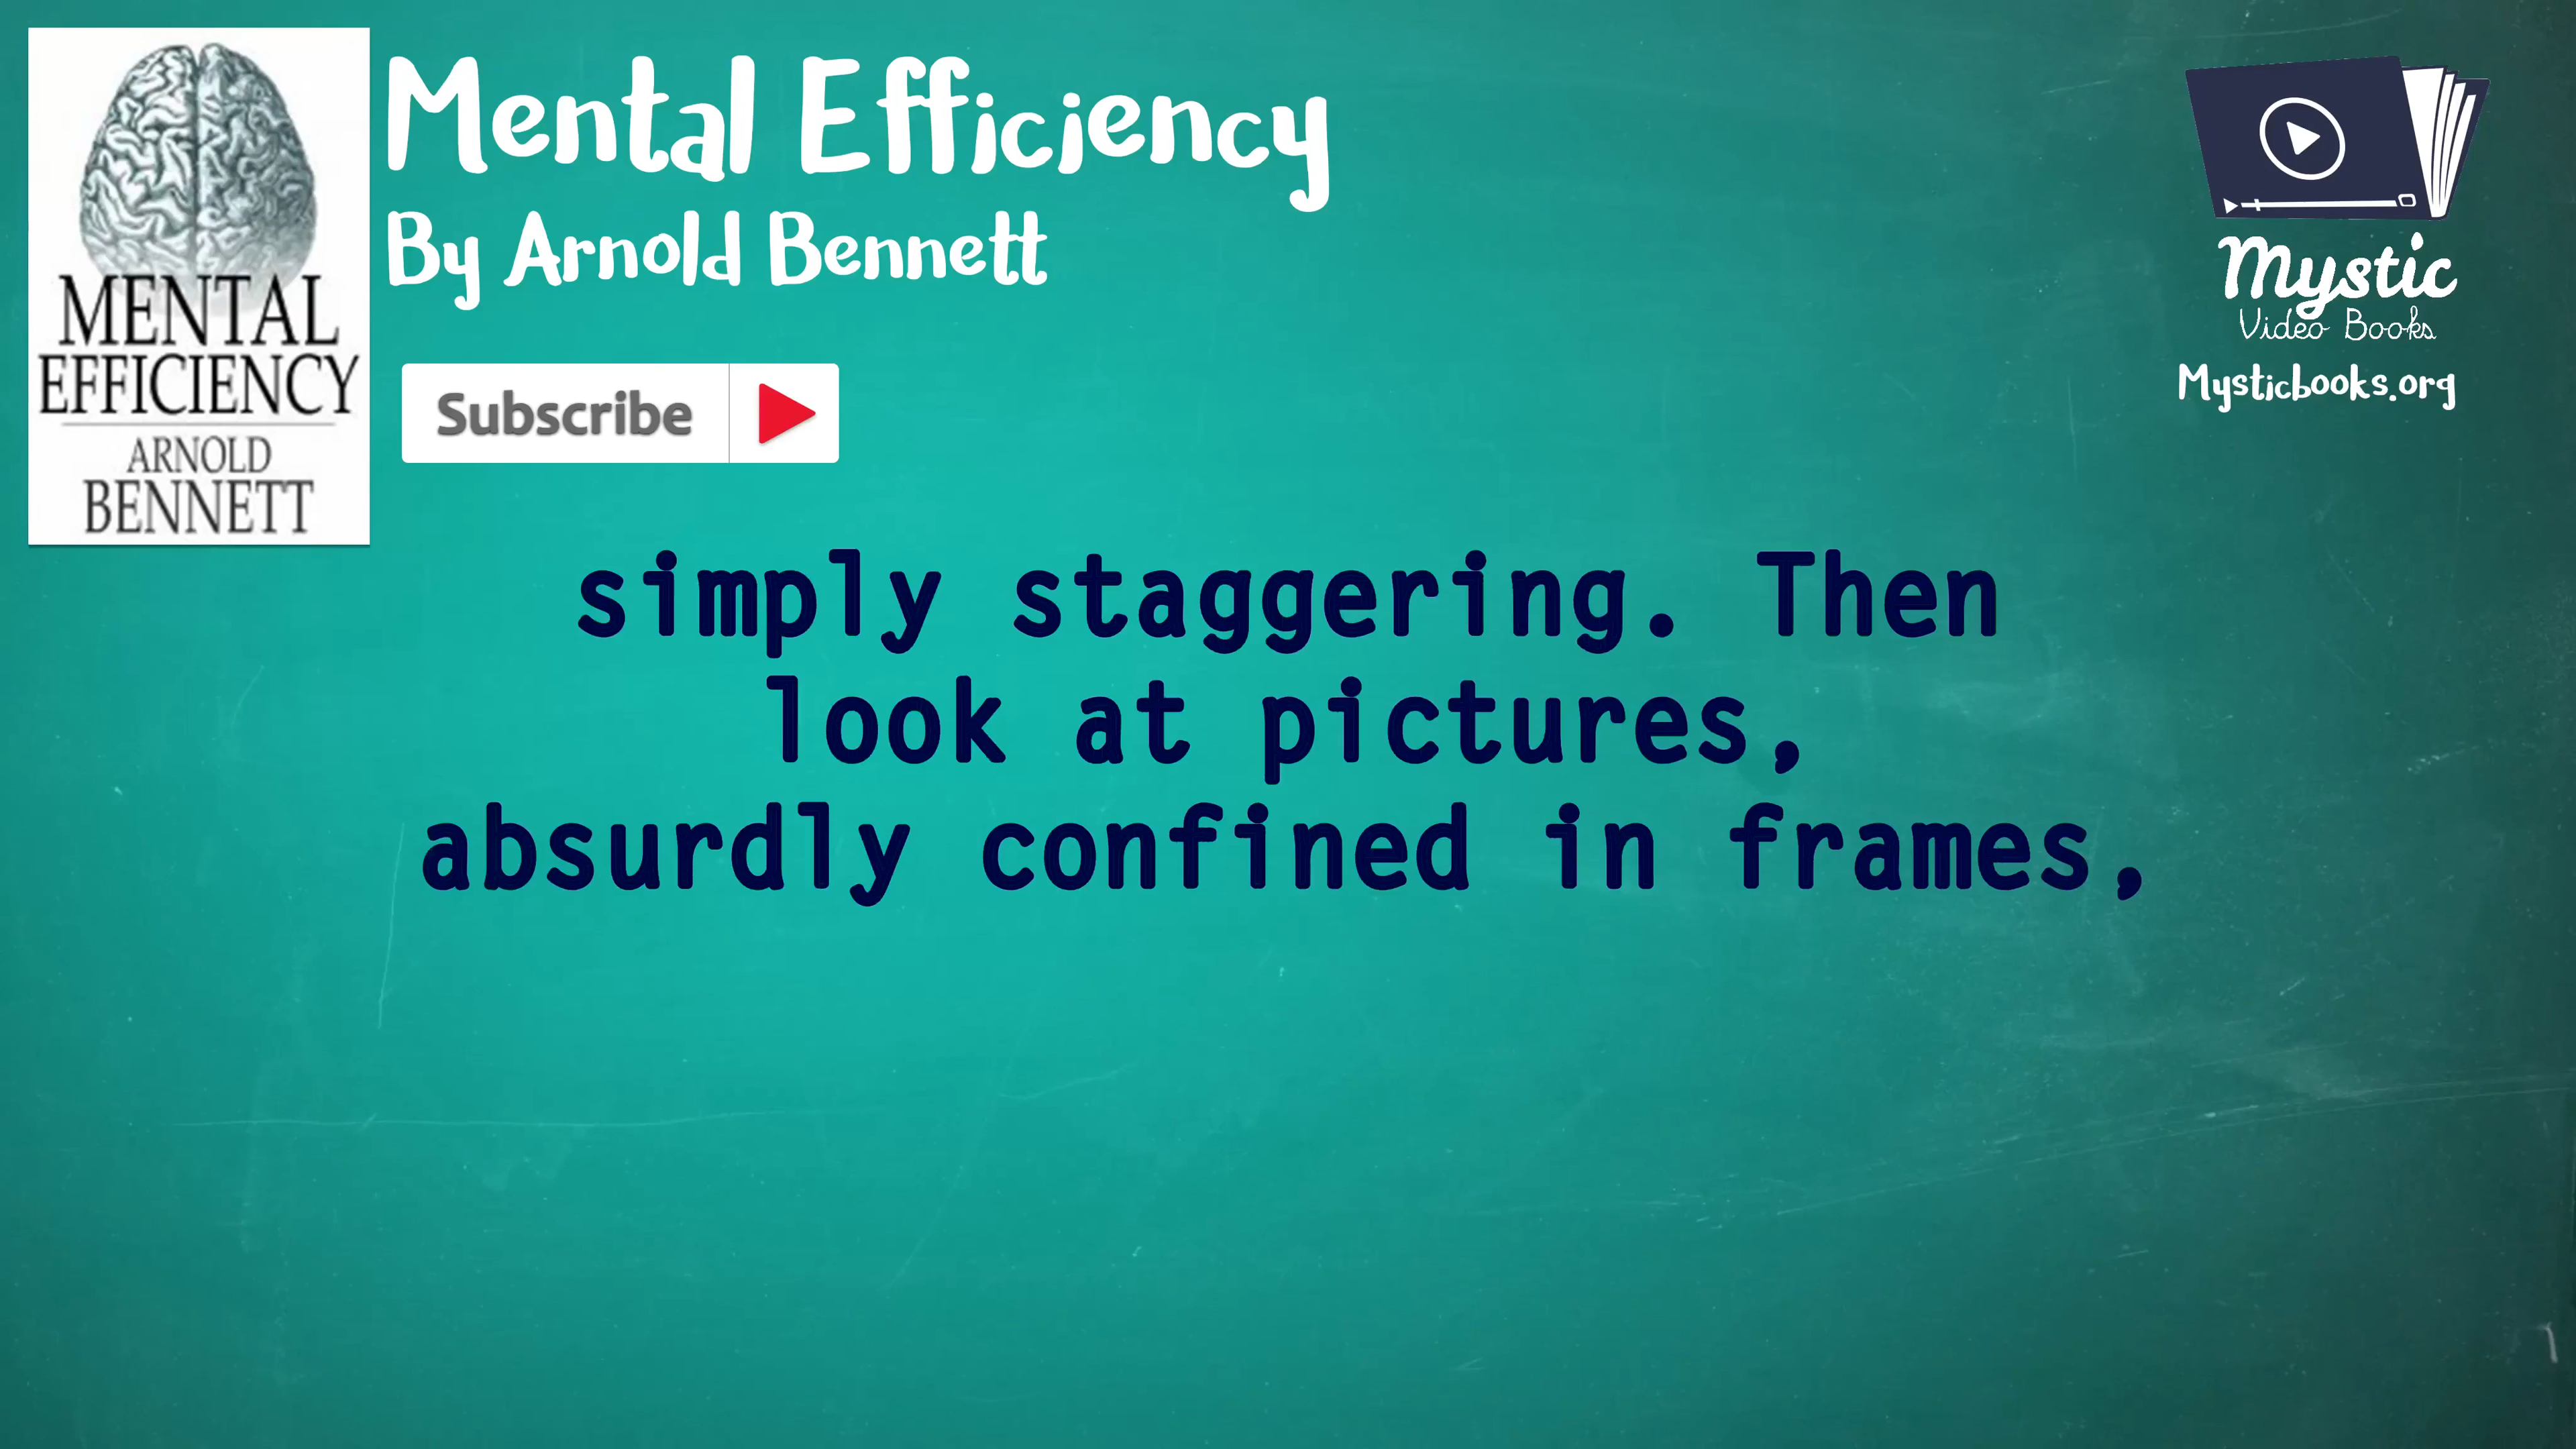 MENTAL
EFFICIENCY
ARNOLD
BENNETT
Mental Efficiency
By Arnold Bennett
Subscribe
Mystic
Video Books
Mysticbooks.org
simply staggering. Then
look at pictures,
absurdly confined in frames,